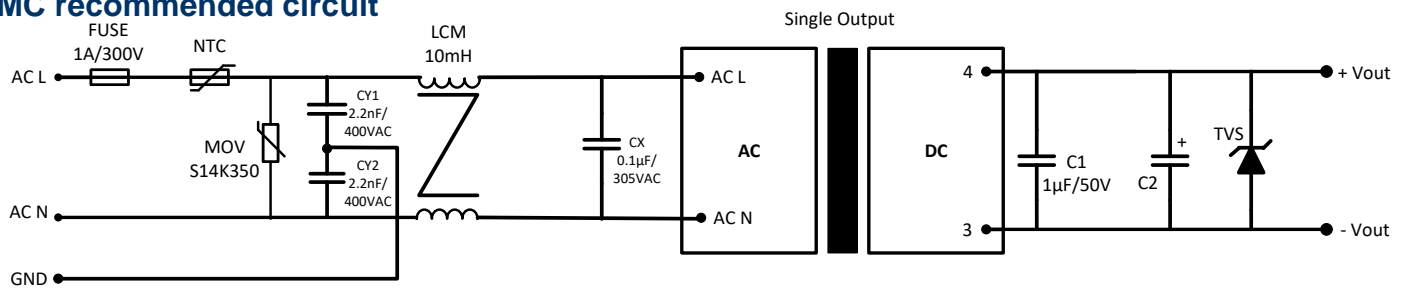 MC recommended circuit
Single Output
FUSE
1A/300V
NTC
LCM
10mH
AC L
AC L
4
+ Vout
CY1
2.2nF/
400VAC
MOV
S14K350
CX
0.1µF/
305VAC
AC
DC
C1
1µF/50V
+
C2
TVS
CY2
2.2nF/
400VAC
AC N
AC N
3
- Vout
GND